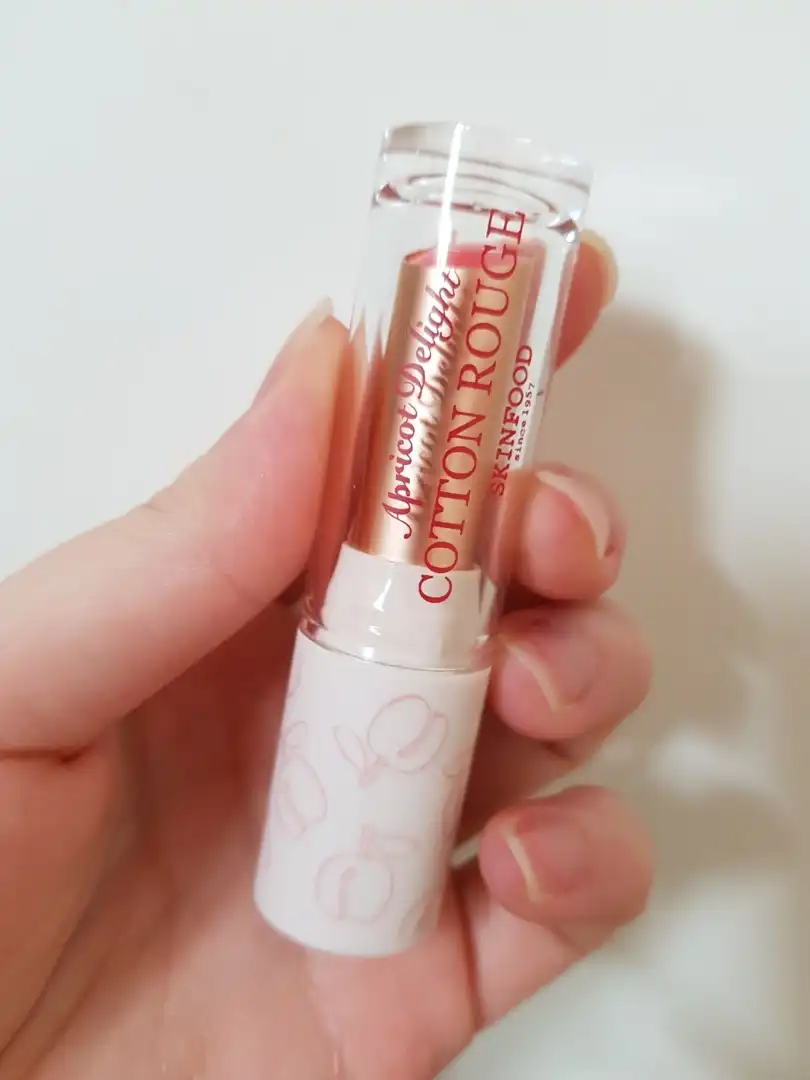 Apricot Delight
COTTON ROUGE
SKINFOOD
since 1957